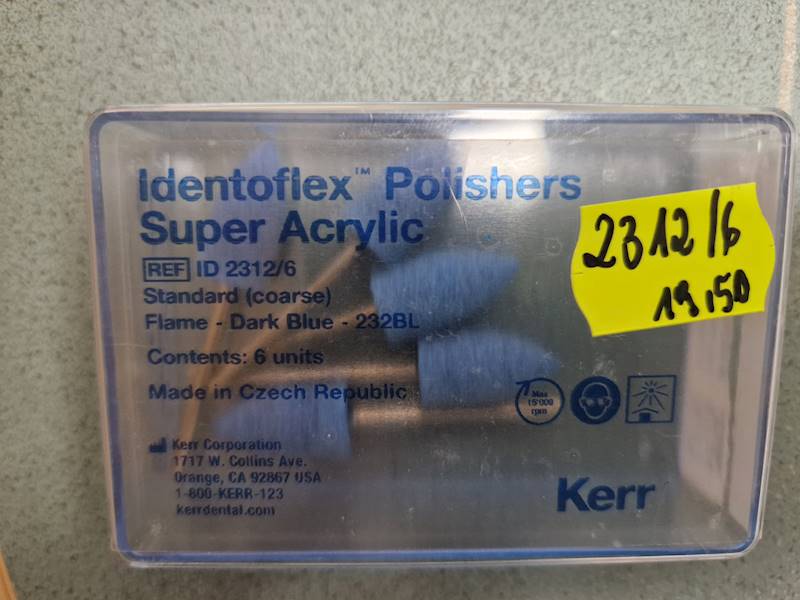 Identoflex™ Polishers
Super Acrylic
REF ID 2312/6
Standard (coarse)
Flame - Dark Blue - 232BL
Contents: 6 units
Made in Czech Republic
Kerr Corporation
1717 W. Collins Ave.
Orange, CA 92867 USA
1-800-KERR-123
kerrdental.com
Max
15'000
rpm
Kerr
2312/6
19,50